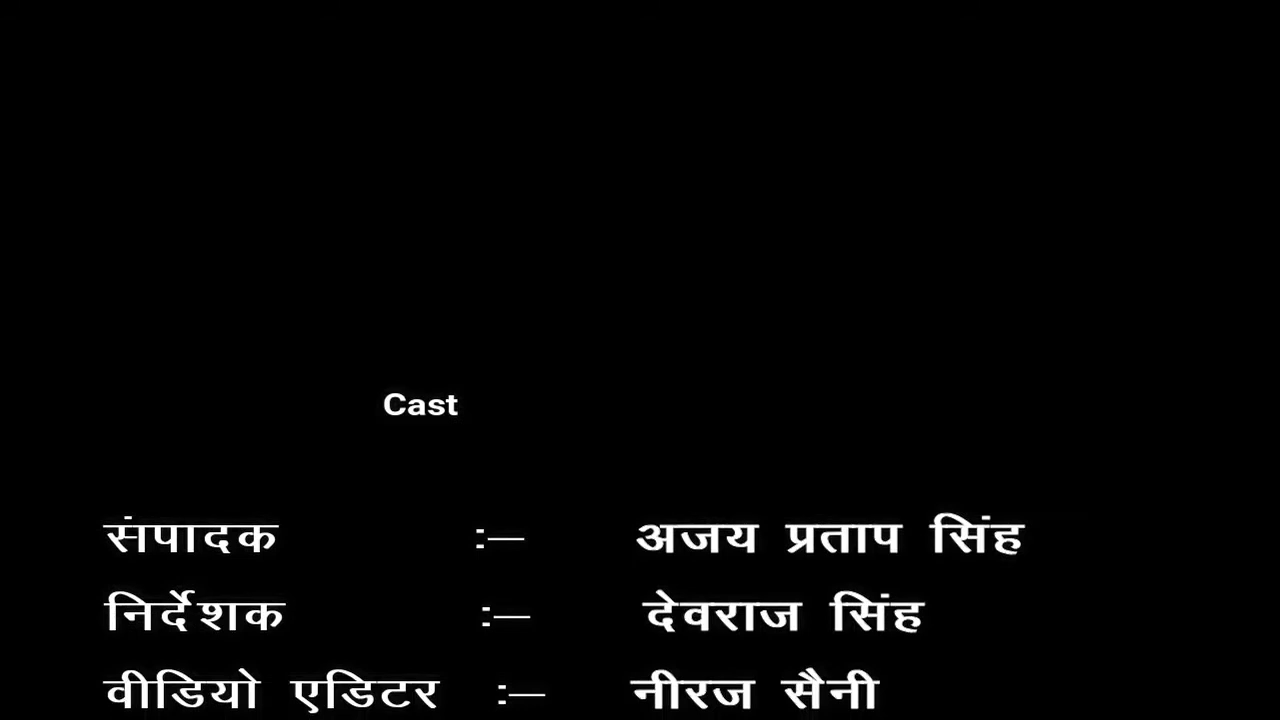 Cast
संपादक :— अजय प्रताप सिंह
निर्देशक :— देवराज सिंह
वीडियो एडिटर :— नीरज सैनी